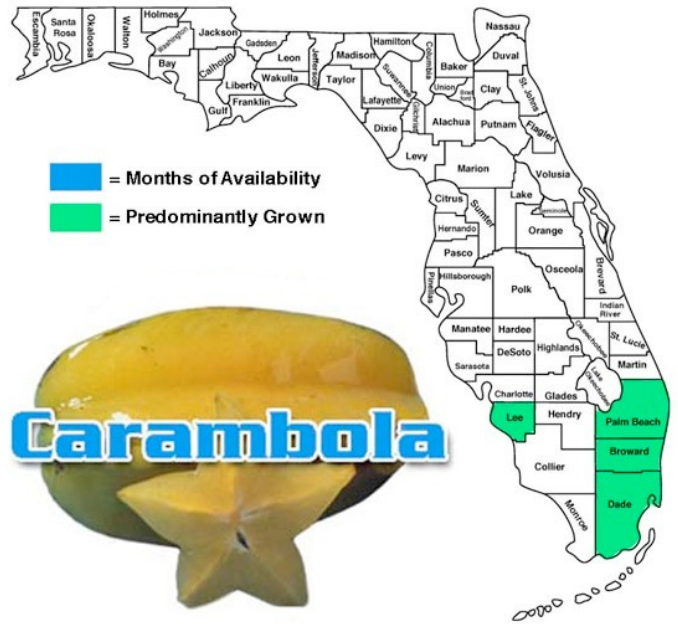 Escambia
Santa
Rosa
Okaloosa
Walton
Holmes
Washington
Bay
Jackson
Calhoun
Gulf
Gadsden
Liberty
Franklin
Leon
Wakulla
Jefferson
Madison
Taylor
Hamilton
Suwannee
Lafayette
Dixie
Columbia
Gilchrist
Baker
Union
Brad
ford
Nassau
Duval
Clay
St. Johns
Alachua
Putnam
Flagler
Levy
Marion
Volusia
= Months of Availability
= Predominantly Grown
Citrus
Sumter
Lake
Seminole
Hernando
Orange
Pasco
Osceola
Brevard
Pinellas
Hillsborough
Polk
Indian
River
Manatee
Hardee
Okeechobee
St. Lucie
Highlands
DeSoto
Sarasota
Martin
Lake
Okeechobee
Charlotte
Glades
Lee
Hendry
Palm Beach
Carambola
Broward
Collier
Dade
Monroe